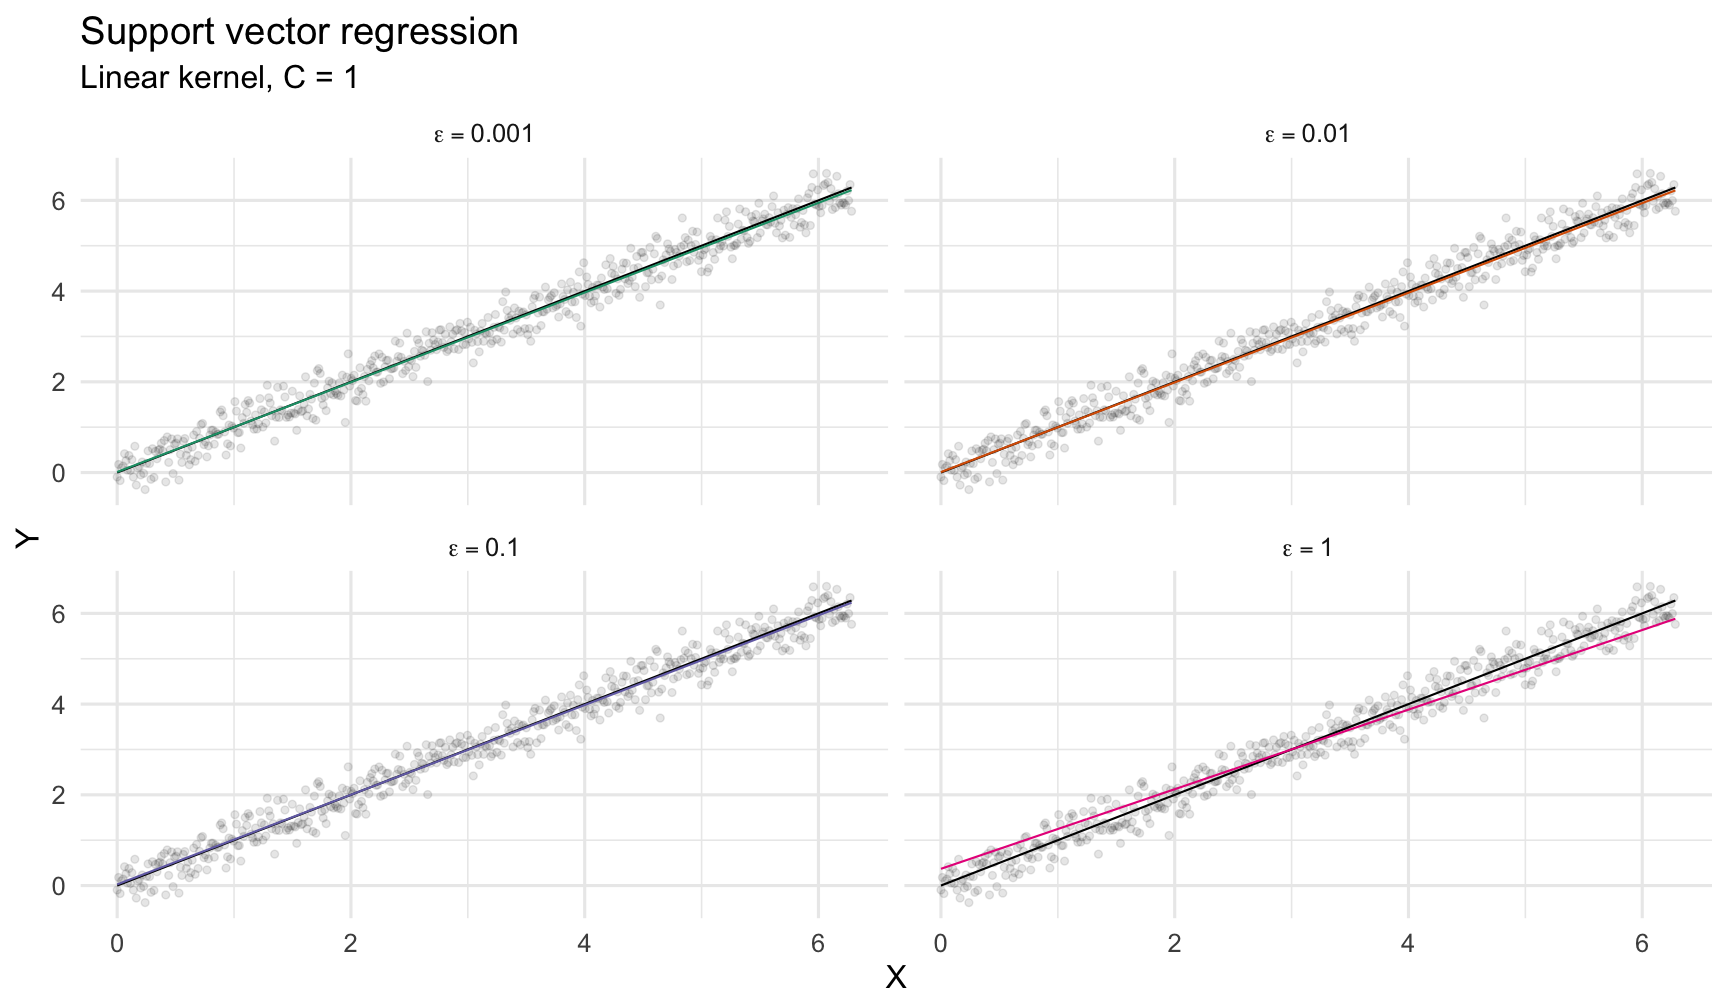 Support vector regression
Linear kernel, C = 1
ε = 0.001
ε = 0.01
6
4
2
0
ε = 0.1
ε = 1
6
4
2
0
Y
0 2 4 6
0 2 4 6
X